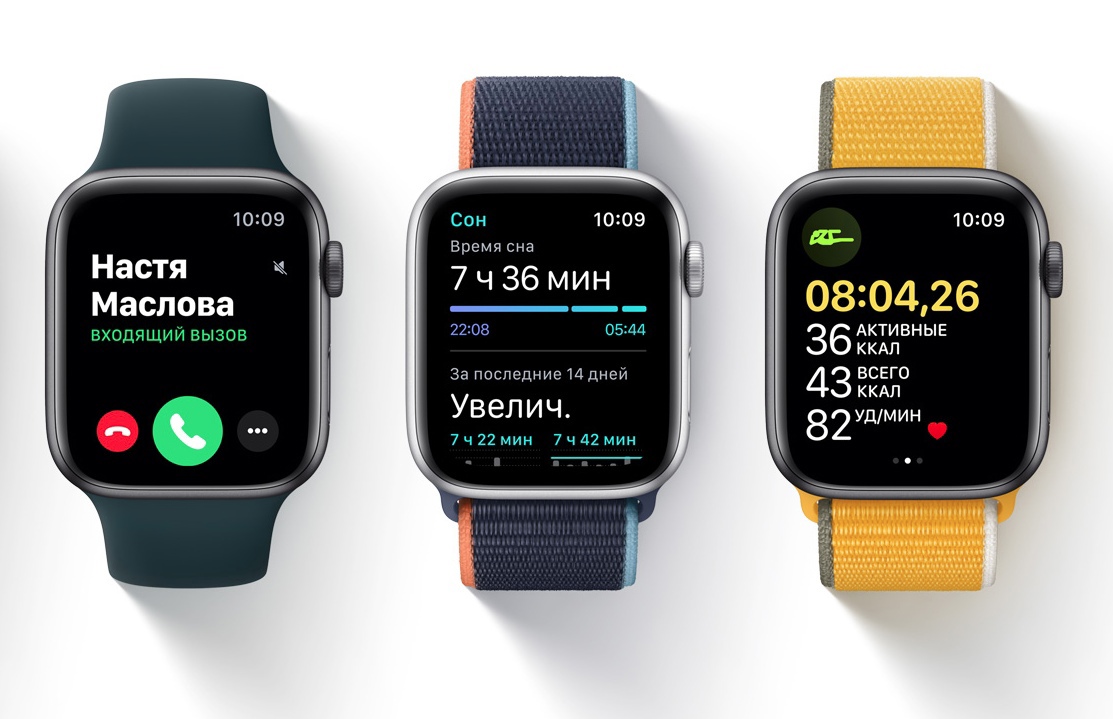 10:09
Настя
Маслова
ВХОДЯЩИЙ ВЫЗОВ
Сон 10:09
Время сна
7 ч 36 мин
22:08 05:44
За последние 14 дней
Увелич.
7 ч 22 мин 7 ч 42 мин
10:09
08:04,26
36 АКТИВНЫЕ
ККАЛ
43 ВСЕГО
ККАЛ
82 УД/МИН